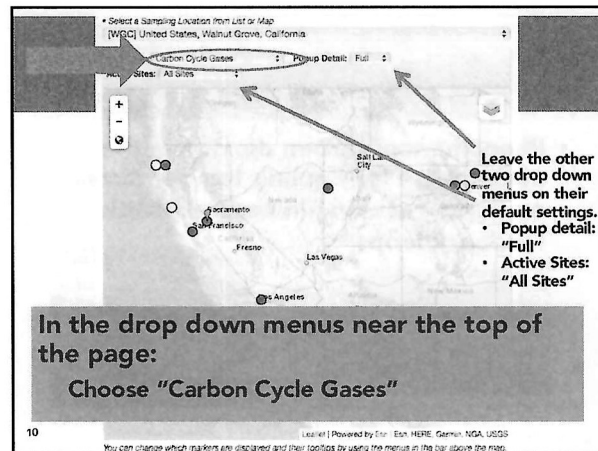 • Select a Sampling Location from List or Map
[WGC] United States, Walnut Grove, California
Carbon Cycle Gases Popup Detail: Full
Sites: All Sites
+
−
Salt Lake
City
Sacramento
San Francisco
Fresno
Las Vegas
Los Angeles
Leave the other
two drop down
menus on their
default settings.
• Popup detail:
"Full"
• Active Sites:
"All Sites"
In the drop down menus near the top of
the page:
Choose "Carbon Cycle Gases"
10
Leaflet | Powered by Esri Esri, HERE, Garmin, NGA, USGS
You can change which markers are displayed and their tooltips by using the menus in the bar above the map.